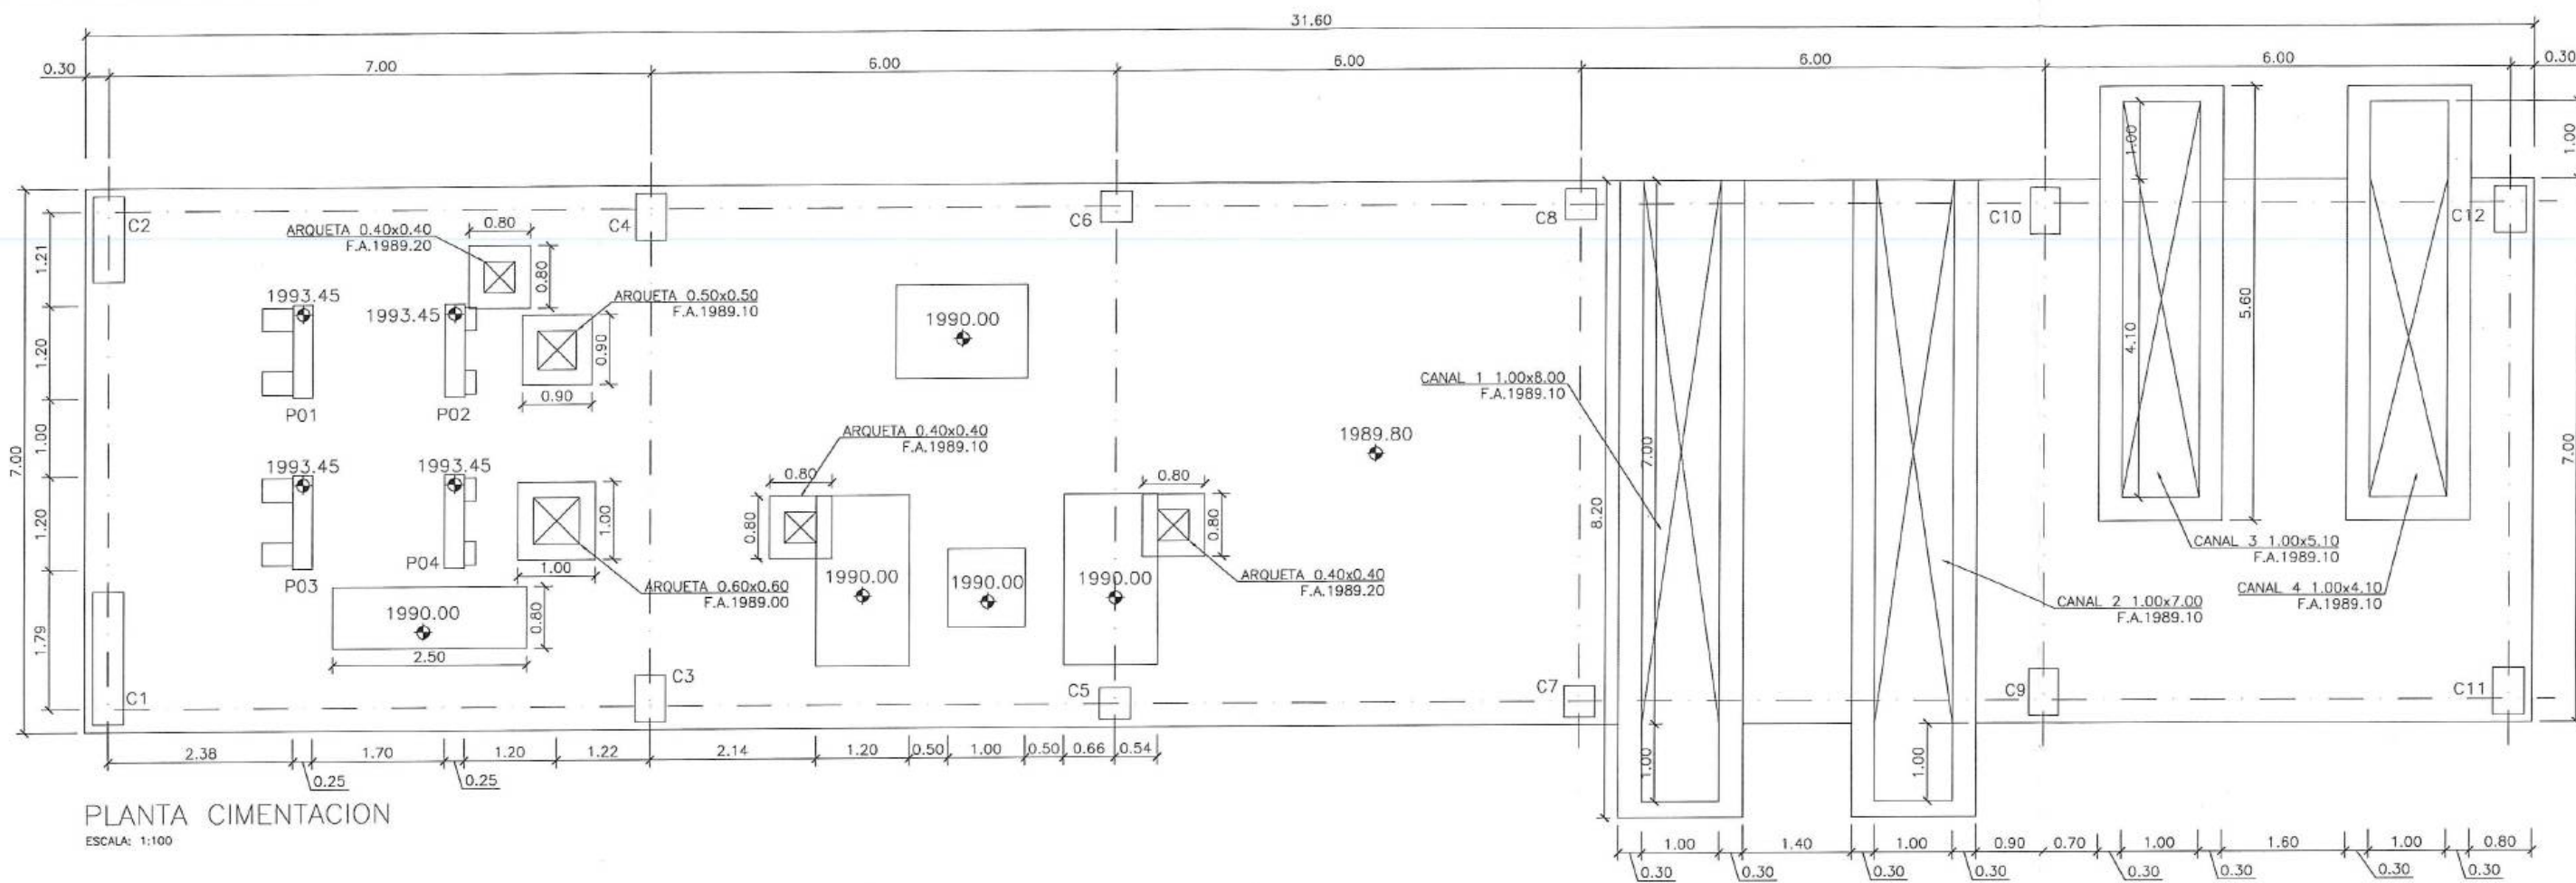 31.60
0.30
7.00
6.00
6.00
6.00
6.00
0.30
C2
C4
C6
C8
C10
C12
ARQUETA 0.40x0.40
F.A.1989.20
0.80
0.80
1.21
1.20
1.00
1.20
1.79
7.00
1993.45
1993.45
P01
P02
ARQUETA 0.50x0.50
F.A.1989.10
0.90
0.90
1990.00
1993.45
1993.45
P03
P04
1.00
1.00
ARQUETA 0.60x0.60
F.A.1989.00
1990.00
0.80
2.50
ARQUETA 0.40x0.40
F.A.1989.10
0.80
0.80
1990.00
1990.00
1990.00
0.80
0.80
ARQUETA 0.40x0.40
F.A.1989.20
1989.80
CANAL 1 1.00x8.00
F.A.1989.10
7.00
8.20
1.00
1.00
CANAL 2 1.00x7.00
F.A.1989.10
1.00
4.10
5.60
CANAL 3 1.00x5.10
F.A.1989.10
CANAL 4 1.00x4.10
F.A.1989.10
1.00
7.00
C1
C3
C5
C7
C9
C11
2.38
0.25
1.70
0.25
1.20
1.22
2.14
1.20
0.50
1.00
0.50
0.66
0.54
0.30
1.00
0.30
1.40
0.30
1.00
0.30
0.90
0.70
0.30
1.00
0.30
1.60
0.30
1.00
0.30
0.80
PLANTA CIMENTACION
ESCALA: 1:100